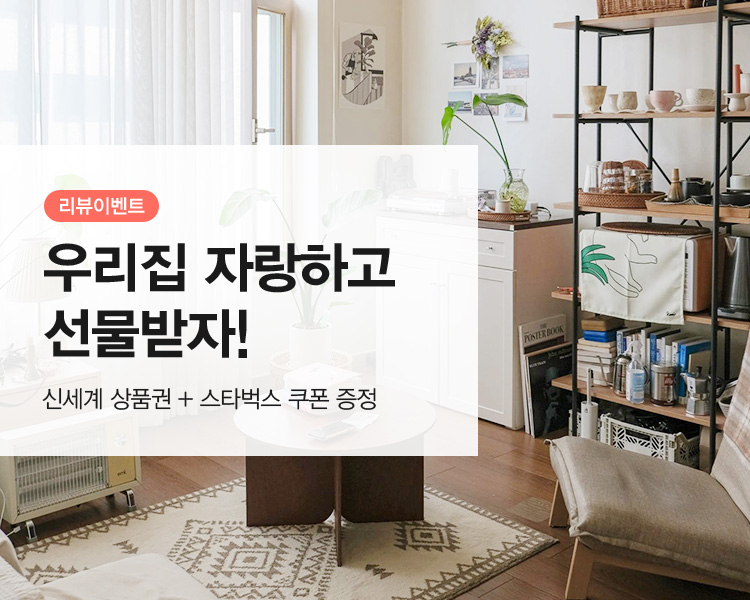 리뷰이벤트
우리집 자랑하고
선물받자!
신세계 상품권 + 스타벅스 쿠폰 증정
THE
POSTER BOOK